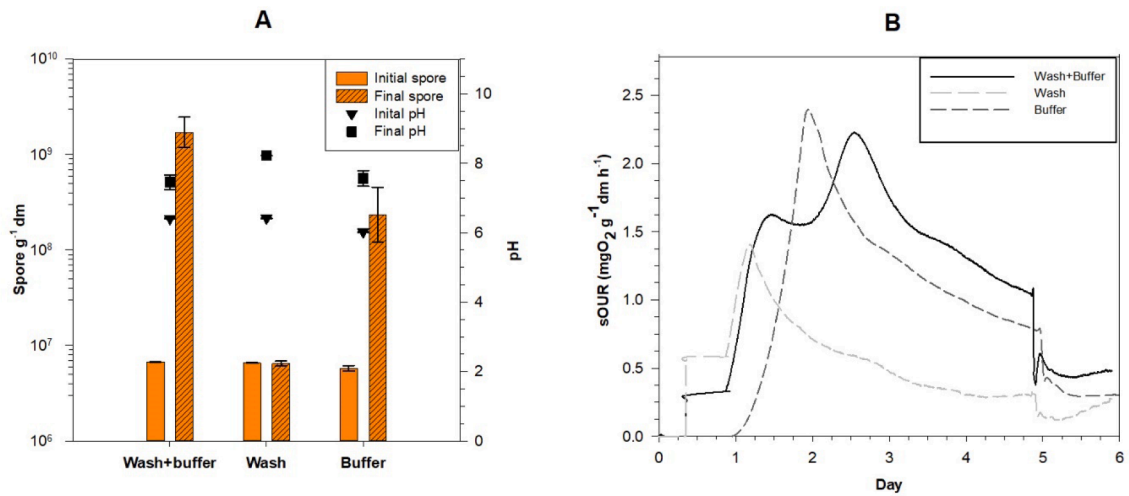 A
10^10
10^9
10^8
10^7
10^6
Spore g^-1 dm
10
8
6
4
2
0
pH
Initial spore
Final spore
Inital pH
Final pH
Wash+buffer Wash Buffer
B
2.5
2.0
1.5
1.0
0.5
0.0
sOUR (mgO2 g^-1 dm h^-1)
Wash+Buffer
Wash
Buffer
0 1 2 3 4 5 6
Day